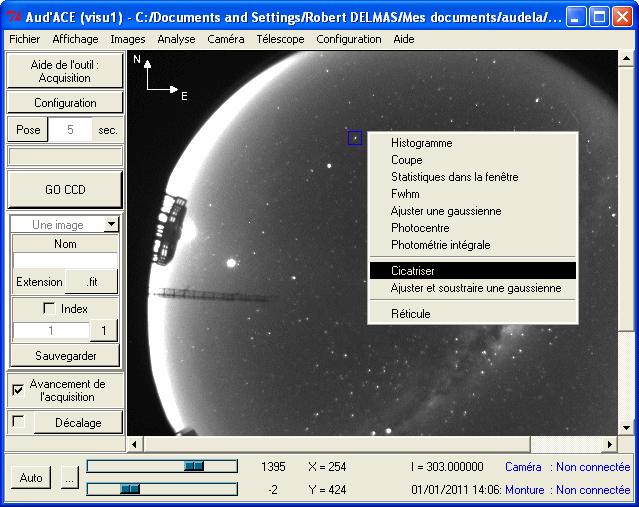 76 Aud'ACE (visu1) - C:/Documents and Settings/Robert DELMAS/Mes documents/audela/...
Fichier Affichage Images Analyse Caméra Télescope Configuration Aide
Aide de l'outil :
Acquisition
Configuration
Pose 5 sec.
GO CCD
Une image
Nom
Extension .fit
Index
1 1
Sauvegarder
Avancement de
l'acquisition
Décalage
N
E
Histogramme
Coupe
Statistiques dans la fenêtre
Fwhm
Ajuster une gaussienne
Photocentre
Photométrie intégrale
Cicatriser
Ajuster et soustraire une gaussienne
Réticule
Auto ...
1395 X = 254 I = 303.000000 Caméra : Non connectée
-2 Y = 424 01/01/2011 14:06: Monture : Non connectée